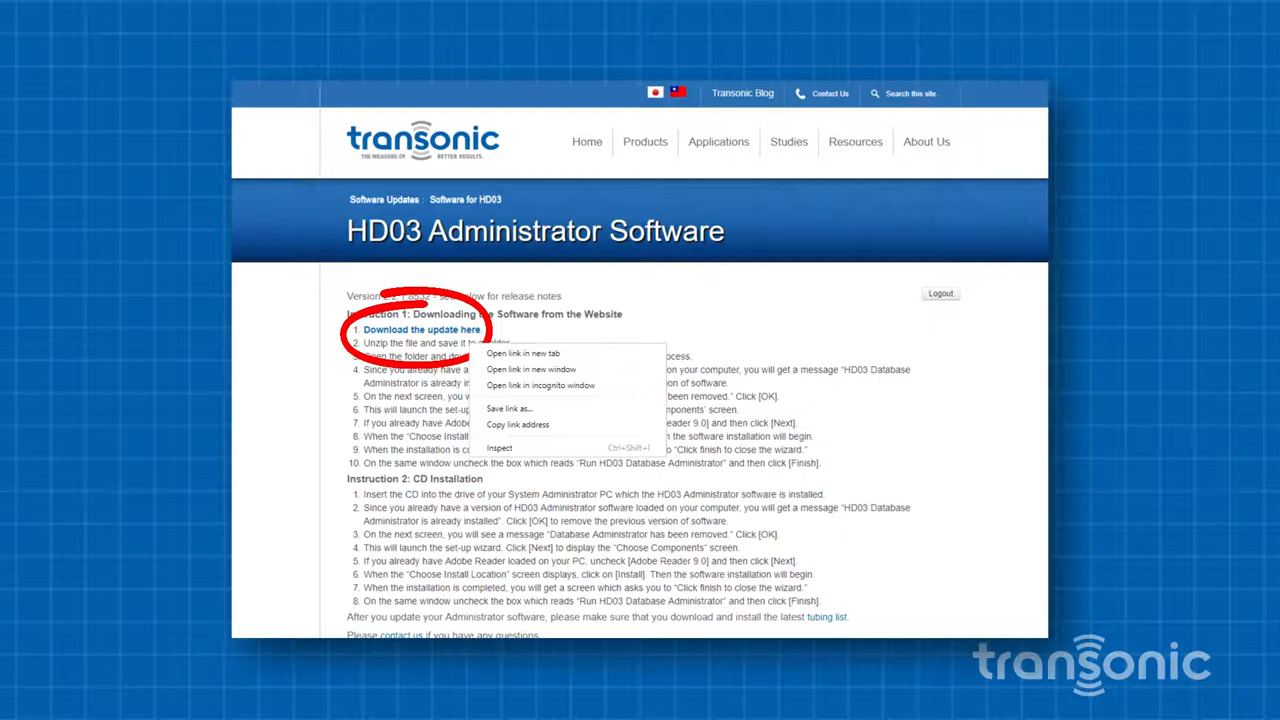 Transonic Blog Contact Us Search this site.
transonic
THE MEASURE OF BETTER RESULTS.
Home Products Applications Studies Resources About Us
Software Updates : Software for HD03
HD03 Administrator Software
Version low for release notes
Logout
Instruction 1: Downloading the Software from the Website
1. Download the update here.
2. Unzip the file and save it to folder.
3. Open the folder and ocess.
Open link in new tab
4. Since you already have a on your computer, you will get a message “HD03 Database
Open link in new window
Administrator is already in on of software.
Open link in incognito window
5. On the next screen, you been removed.” Click [OK].
6. This will launch the set-up ponents’ screen.
Save link as...
7. If you already have Adobe Reader 9.0] and then click [Next].
Copy link address
8. When the “Choose Install the software installation will begin.
9. When the installation is co “Click finish to close the wizard.”
Inspect Ctrl+Shift+I
10. On the same window uncheck the box which reads “Run HD03 Database Administrator” and then click [Finish].
Instruction 2: CD Installation
1. Insert the CD into the drive of your System Administrator PC which the HD03 Administrator software is installed.
2. Since you already have a version of HD03 Administrator software loaded on your computer, you will get a message “HD03 Database
Administrator is already installed”. Click [OK] to remove the previous version of software.
3. On the next screen, you will see a message “Database Administrator has been removed.” Click [OK].
4. This will launch the set-up wizard. Click [Next] to display the “Choose Components” screen.
5. If you already have Adobe Reader loaded on your PC, uncheck [Adobe Reader 9.0] and then click [Next].
6. When the “Choose Install Location” screen displays, click on [Install]. Then the software installation will begin.
7. When the installation is completed, you will get a screen which asks you to “Click finish to close the wizard.”
8. On the same window uncheck the box which reads “Run HD03 Database Administrator” and then click [Finish].
After you update your Administrator software, please make sure that you download and install the latest tubing list.
Please contact us if you have any questions
transonic